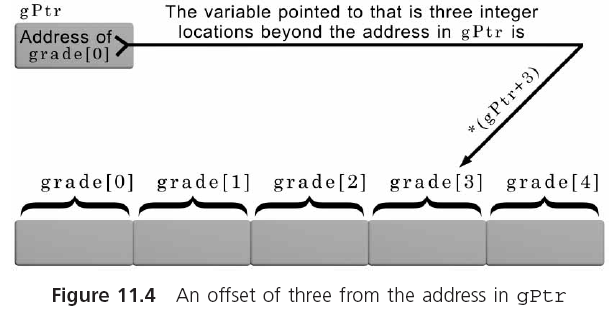 gPtr
Address of
grade[0]
The variable pointed to that is three integer
locations beyond the address in gPtr is
*(gPtr+3)
grade[0] grade[1] grade[2] grade[3] grade[4]
Figure 11.4 An offset of three from the address in gPtr